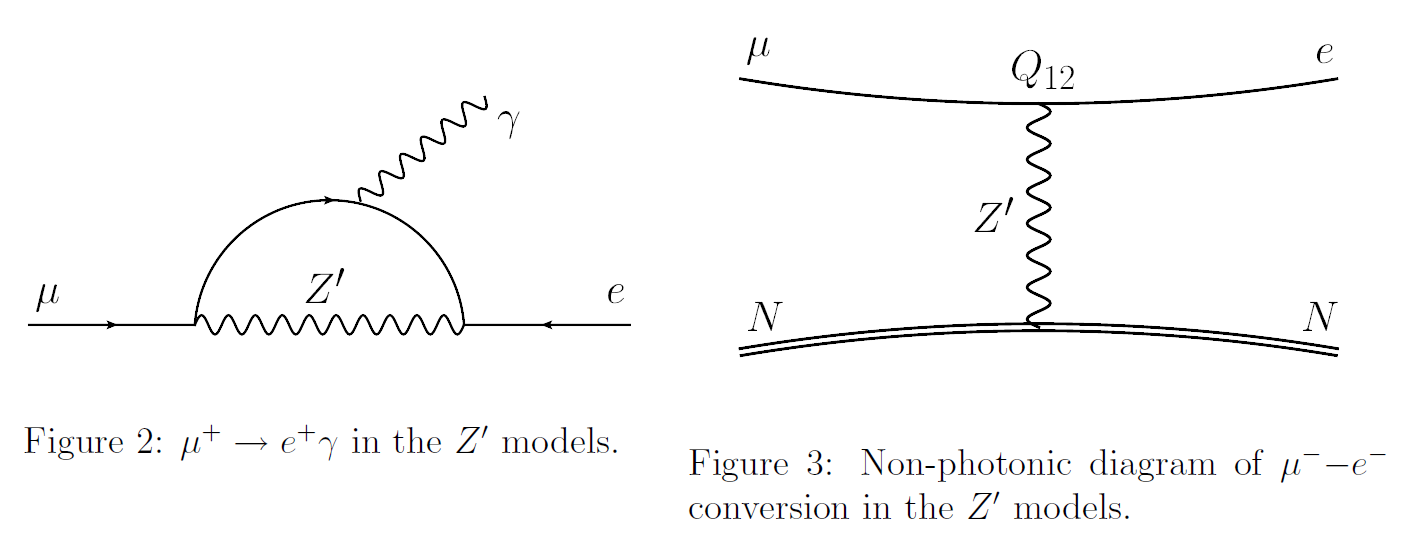 μ
Z′
γ
e
Figure 2: μ⁺ → e⁺γ in the Z′ models.
μ
Q₁₂
e
Z′
N
N
Figure 3: Non-photonic diagram of μ⁻−e⁻
conversion in the Z′ models.